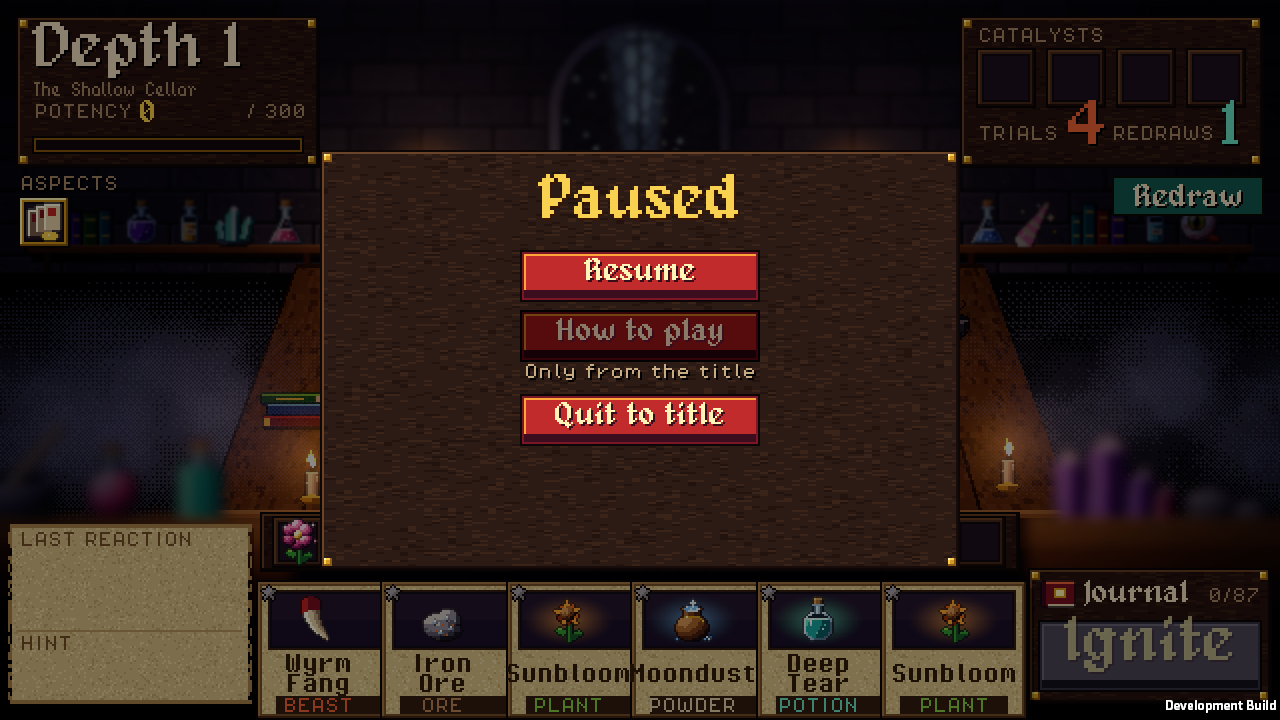 Depth 1
The Shallow Cellar
POTENCY 0 / 300
ASPECTS
CATALYSTS
TRIALS 4 REDRAWS 1
Redraw
Paused
Resume
How to play
Only from the title
Quit to title
LAST REACTION
HINT
Wyrm
Fang
BEAST
Iron
Ore
ORE
Sunbloom
PLANT
Moondust
POWDER
Deep
Tear
POTION
Sunbloom
PLANT
Journal 0/87
Ignite
Development Build